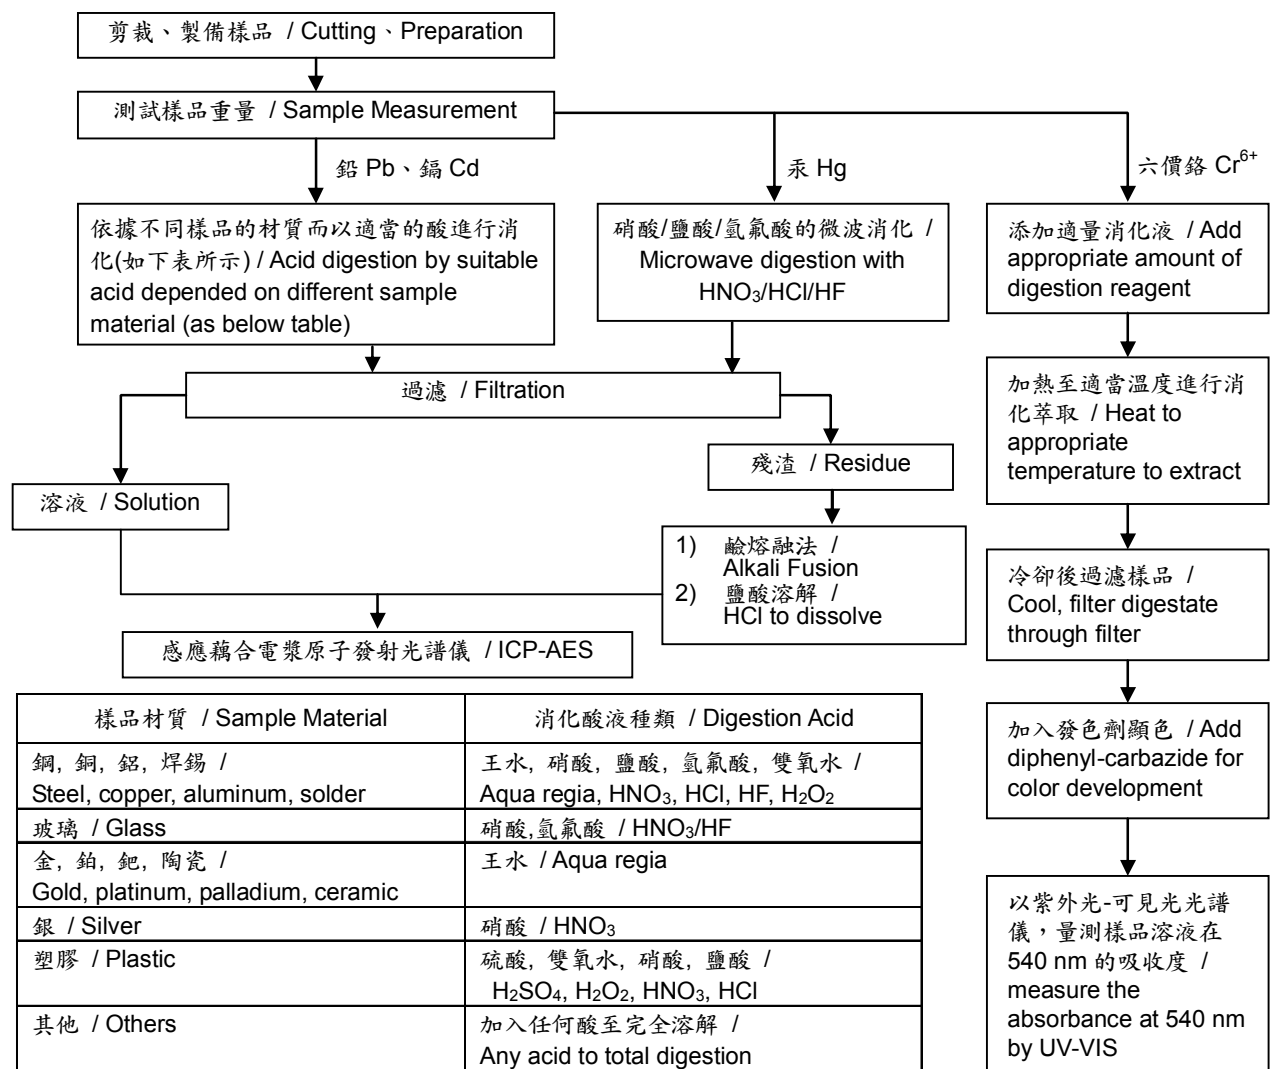 剪裁、製備樣品 / Cutting、Preparation
測試樣品重量 / Sample Measurement
鉛 Pb、鎘 Cd
汞 Hg
六價鉻 Cr⁶⁺
依據不同樣品的材質而以適當的酸進行消
化(如下表所示) / Acid digestion by suitable
acid depended on different sample
material (as below table)
硝酸/鹽酸/氫氟酸的微波消化 /
Microwave digestion with
HNO₃/HCl/HF
添加適量消化液 / Add
appropriate amount of
digestion reagent
過濾 / Filtration
加熱至適當溫度進行消
化萃取 / Heat to
appropriate
temperature to extract
溶液 / Solution
殘渣 / Residue
1) 鹼熔融法 /
Alkali Fusion
2) 鹽酸溶解 /
HCl to dissolve
冷卻後過濾樣品 /
Cool, filter digestate
through filter
感應藕合電漿原子發射光譜儀 / ICP-AES
加入發色劑顯色 / Add
diphenyl-carbazide for
color development
以紫外光-可見光光譜
儀，量測樣品溶液在
540 nm 的吸收度 /
measure the
absorbance at 540 nm
by UV-VIS
樣品材質 / Sample Material
消化酸液種類 / Digestion Acid
鋼, 銅, 鋁, 焊錫 /
Steel, copper, aluminum, solder
王水, 硝酸, 鹽酸, 氫氟酸, 雙氧水 /
Aqua regia, HNO₃, HCl, HF, H₂O₂
玻璃 / Glass
硝酸,氫氟酸 / HNO₃/HF
金, 鉑, 鈀, 陶瓷 /
Gold, platinum, palladium, ceramic
王水 / Aqua regia
銀 / Silver
硝酸 / HNO₃
塑膠 / Plastic
硫酸, 雙氧水, 硝酸, 鹽酸 /
H₂SO₄, H₂O₂, HNO₃, HCl
其他 / Others
加入任何酸至完全溶解 /
Any acid to total digestion